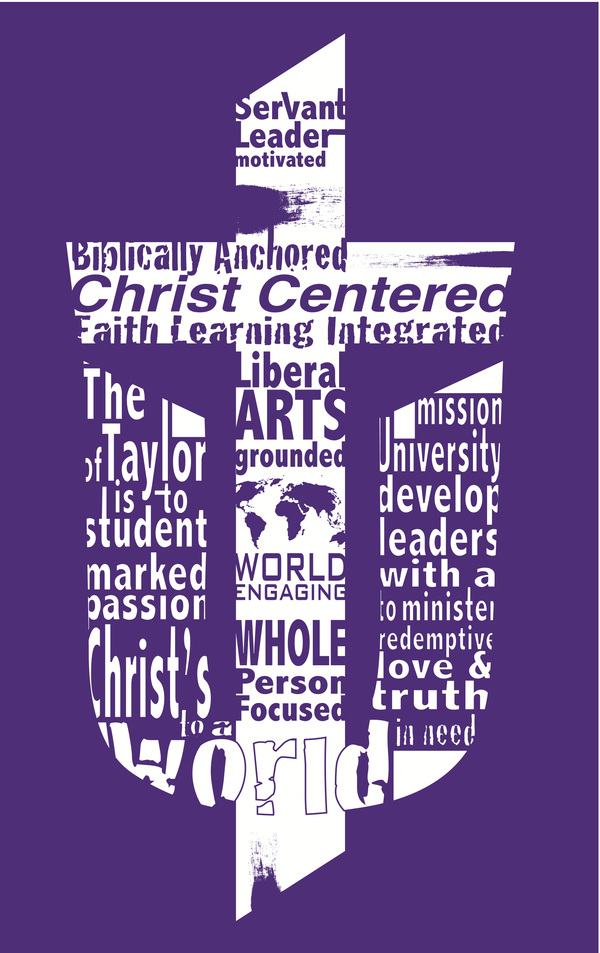 Servant
Leader
motivated
Biblically Anchored
Christ Centered
Faith Learning Integrated
Liberal
ARTS
grounded
WORLD
ENGAGING
WHOLE
Person
Focused
The mission
of Taylor University
is to develop
student leaders
marked with a
passion to minister
Christ's redemptive
love &
truth
to a
world
in need